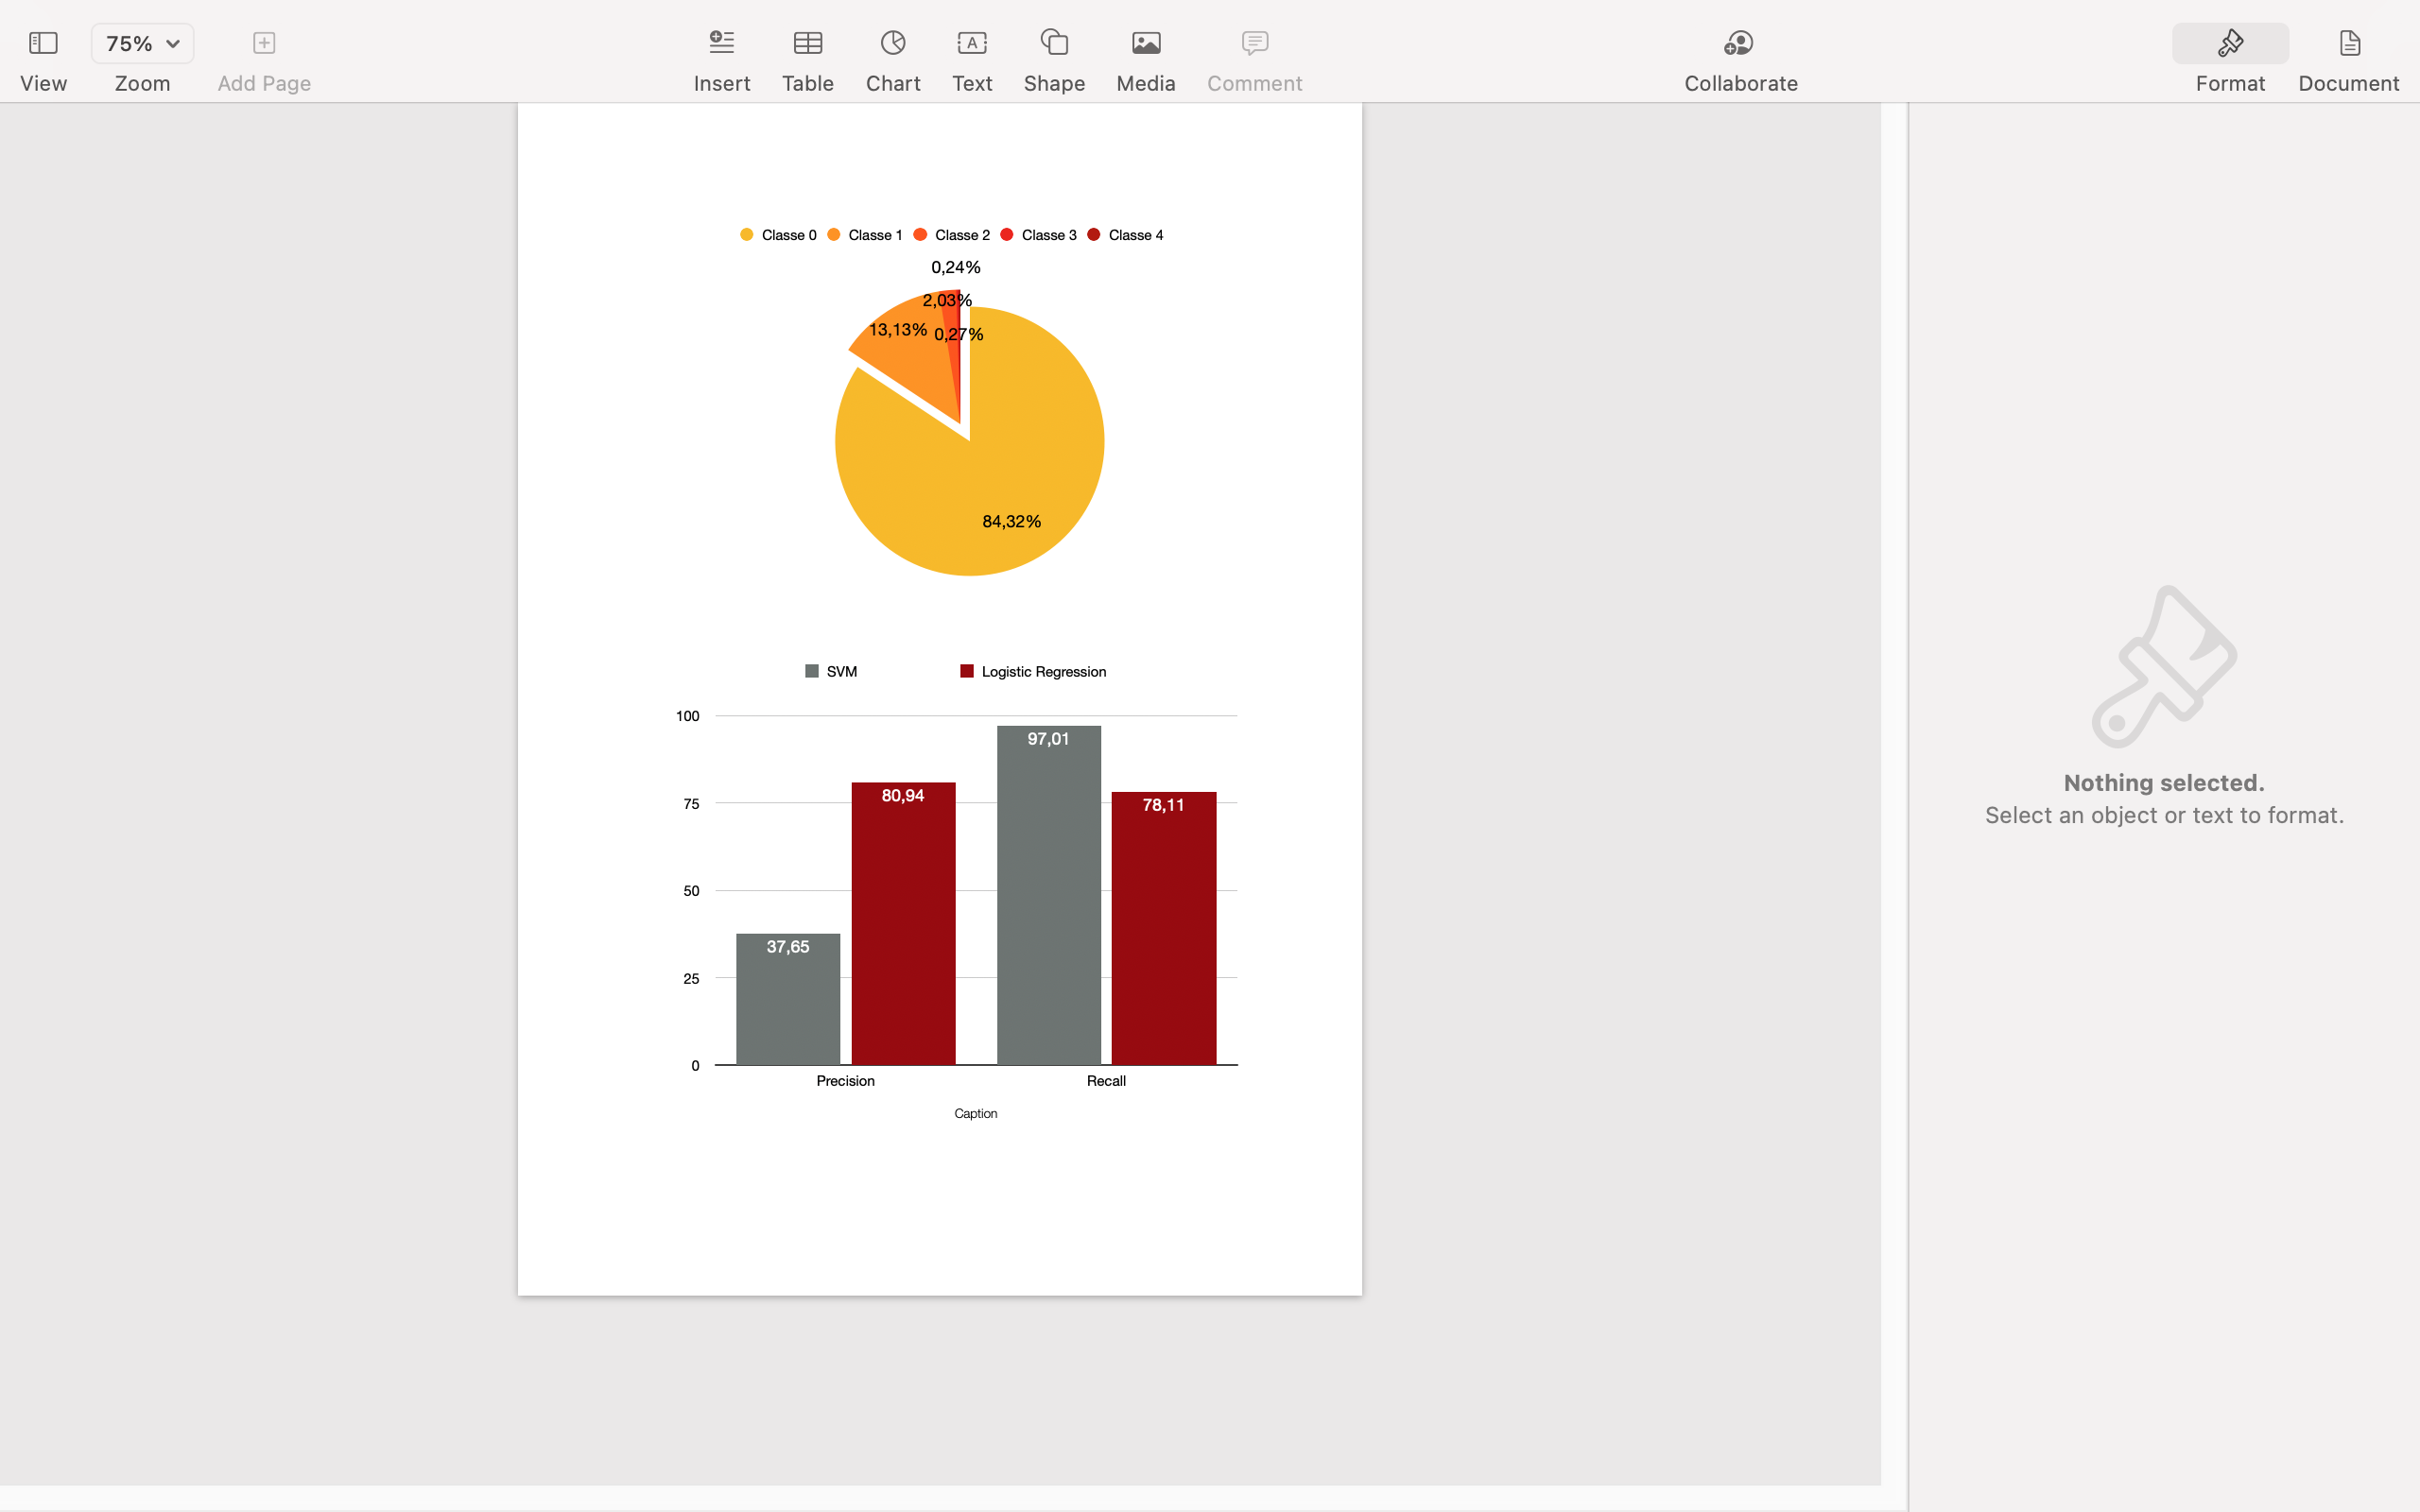 75%
View Zoom Add Page Insert Table Chart Text Shape Media Comment Collaborate Format Document
Classe 0 Classe 1 Classe 2 Classe 3 Classe 4
0,24%
2,03%
13,13% 0,27%
84,32%
SVM Logistic Regression
100
97,01
80,94
75
78,11
50
37,65
25
0
Precision Recall
Caption
Nothing selected.
Select an object or text to format.